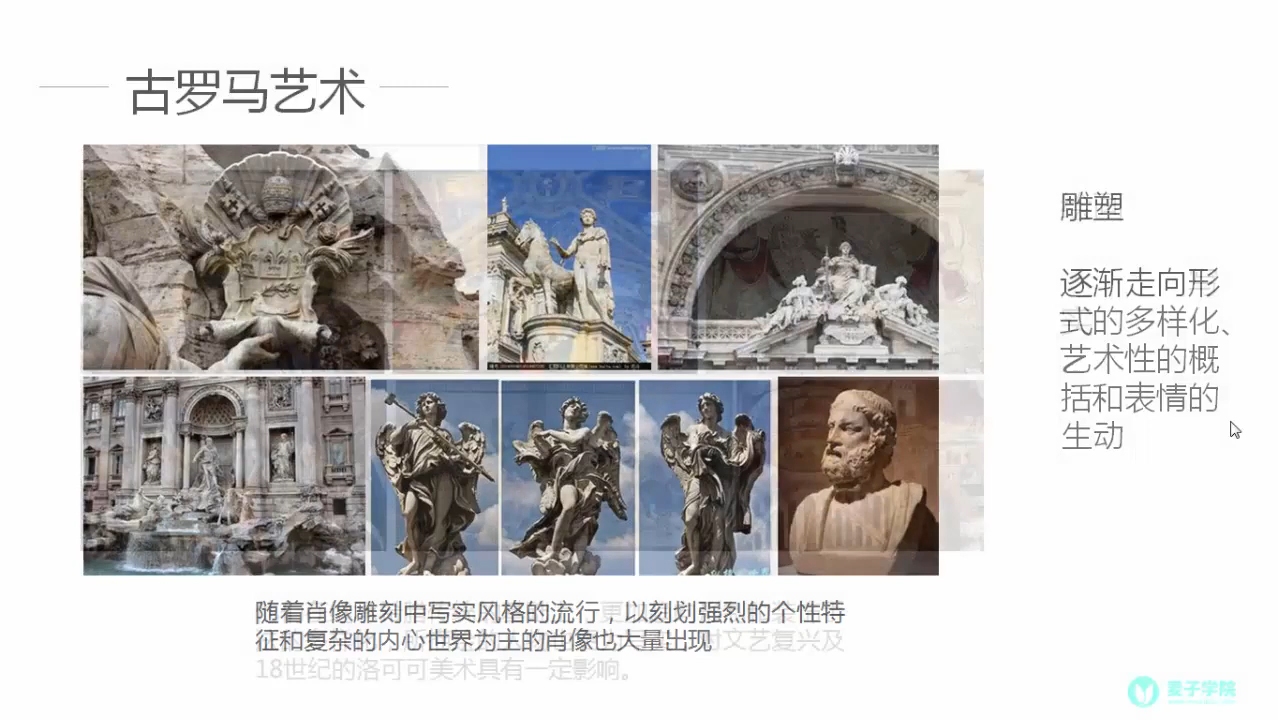 古罗马艺术
雕塑
逐渐走向形
式的多样化、
艺术性的概
括和表情的
生动
随着肖像雕刻中写实风格的流行，以刻划强烈的个性特
征和复杂的内心世界为主的肖像也大量出现
对文艺复兴及
18世纪的洛可可美术具有一定影响。
麦子学院